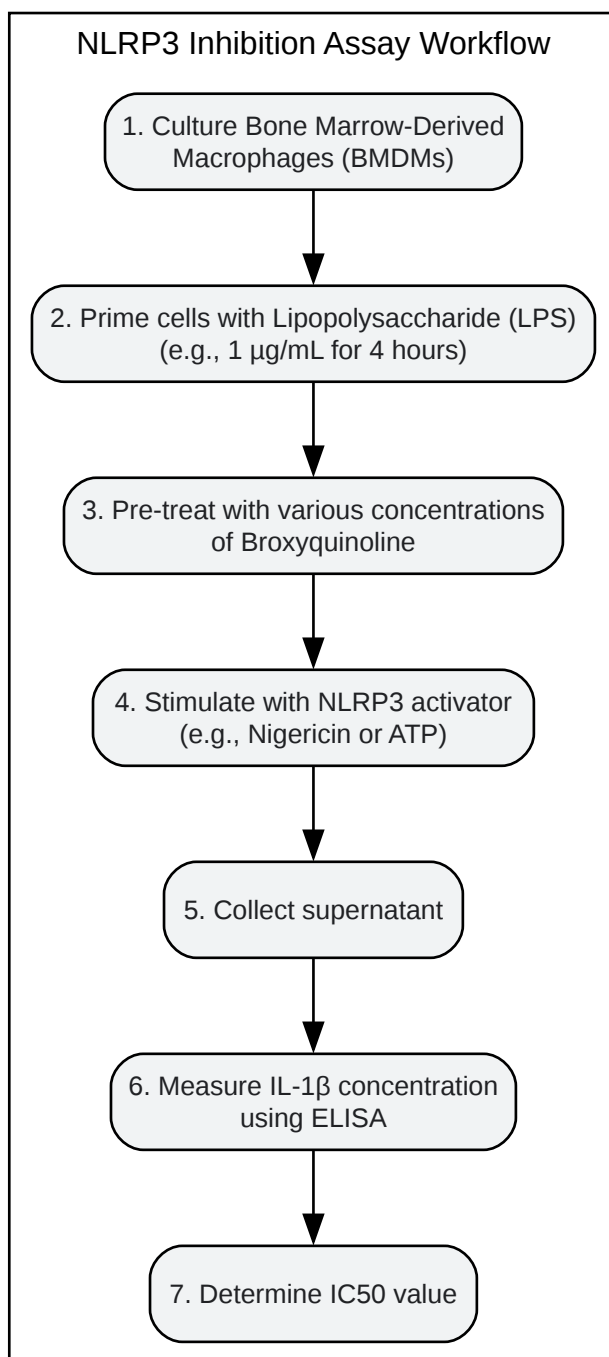 NLRP3 Inhibition Assay Workflow
1. Culture Bone Marrow-Derived
Macrophages (BMDMs)
2. Prime cells with Lipopolysaccharide (LPS)
(e.g., 1 µg/mL for 4 hours)
3. Pre-treat with various concentrations
of Broxyquinoline
4. Stimulate with NLRP3 activator
(e.g., Nigericin or ATP)
5. Collect supernatant
6. Measure IL-1β concentration
using ELISA
7. Determine IC50 value